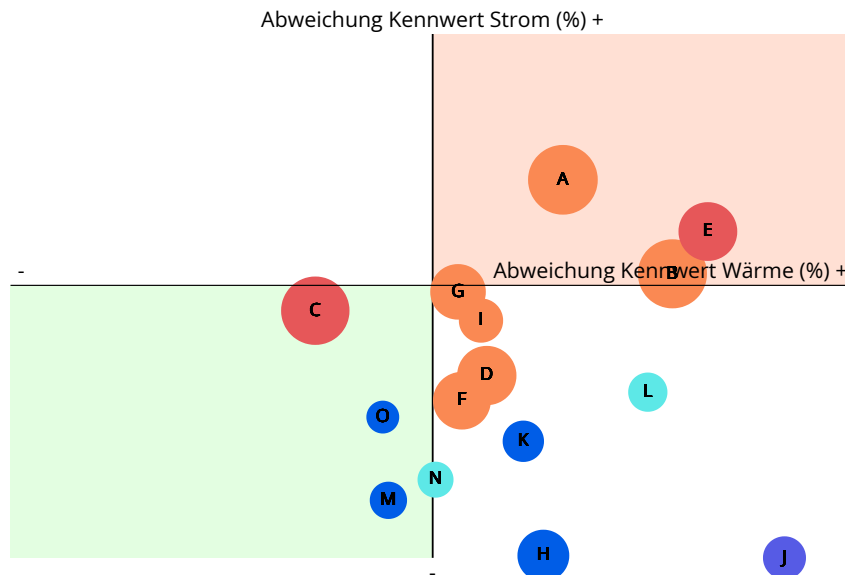 Abweichung Kennwert Strom (%) +
A
E
-
Abweichung Kennwert Wärme (%) +
B
G
C
I
D
L
F
O
K
N
M
H
J
-